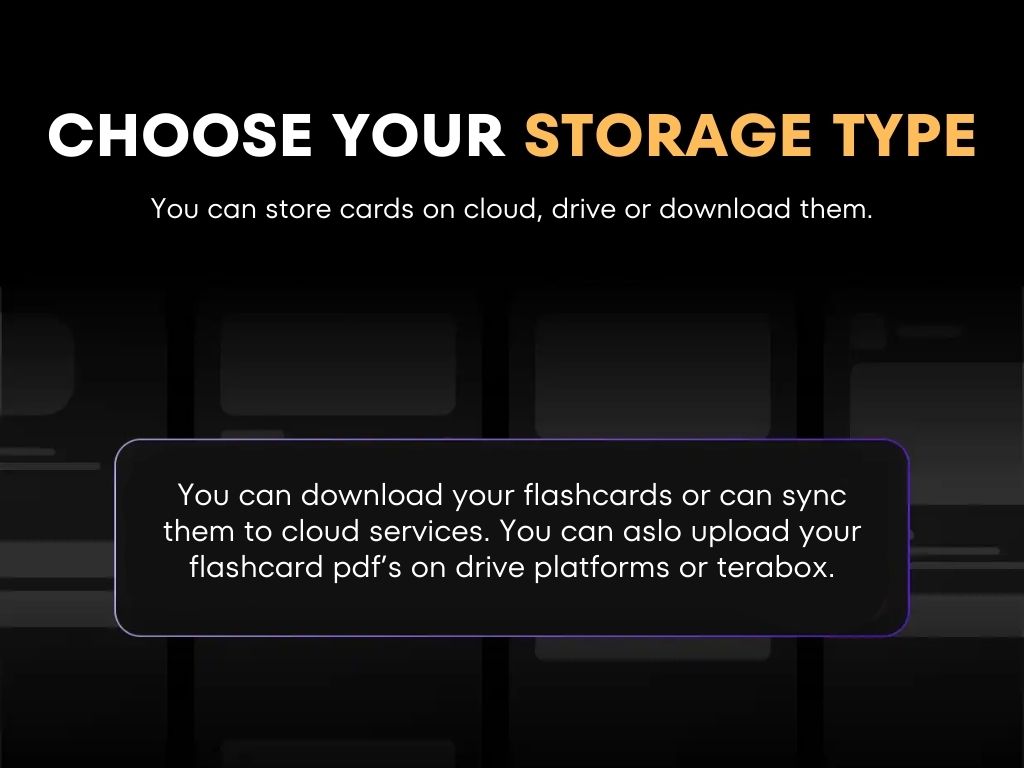 CHOOSE YOUR STORAGE TYPE
You can store cards on cloud, drive or download them.
You can download your flashcards or can sync
them to cloud services. You can aslo upload your
flashcard pdf’s on drive platforms or terabox.